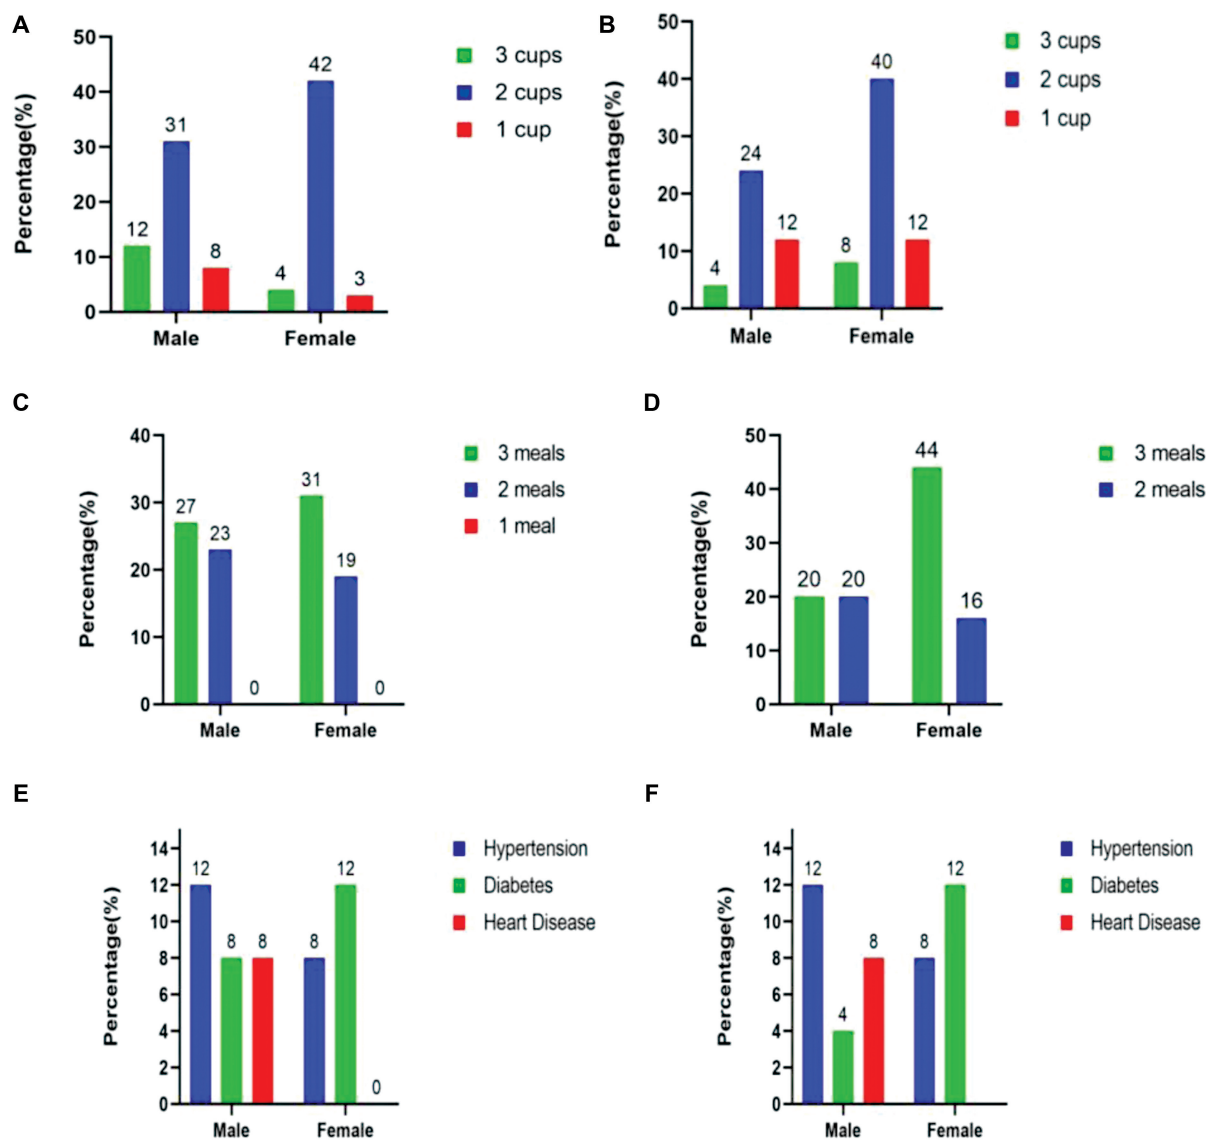 A
Percentage(%)
50
40
30
20
10
0
12
31
8
4
42
3
Male
Female
3 cups
2 cups
1 cup
B
Percentage(%)
50
40
30
20
10
0
4
24
12
8
40
12
Male
Female
3 cups
2 cups
1 cup
C
Percentage(%)
40
30
20
10
0
27
23
0
31
19
0
Male
Female
3 meals
2 meals
1 meal
D
Percentage(%)
50
40
30
20
10
0
20
20
44
16
Male
Female
3 meals
2 meals
E
Percentage(%)
14
12
10
8
6
4
2
0
12
8
8
8
12
0
Male
Female
Hypertension
Diabetes
Heart Disease
F
Percentage(%)
14
12
10
8
6
4
2
0
12
4
8
8
12
Male
Female
Hypertension
Diabetes
Heart Disease